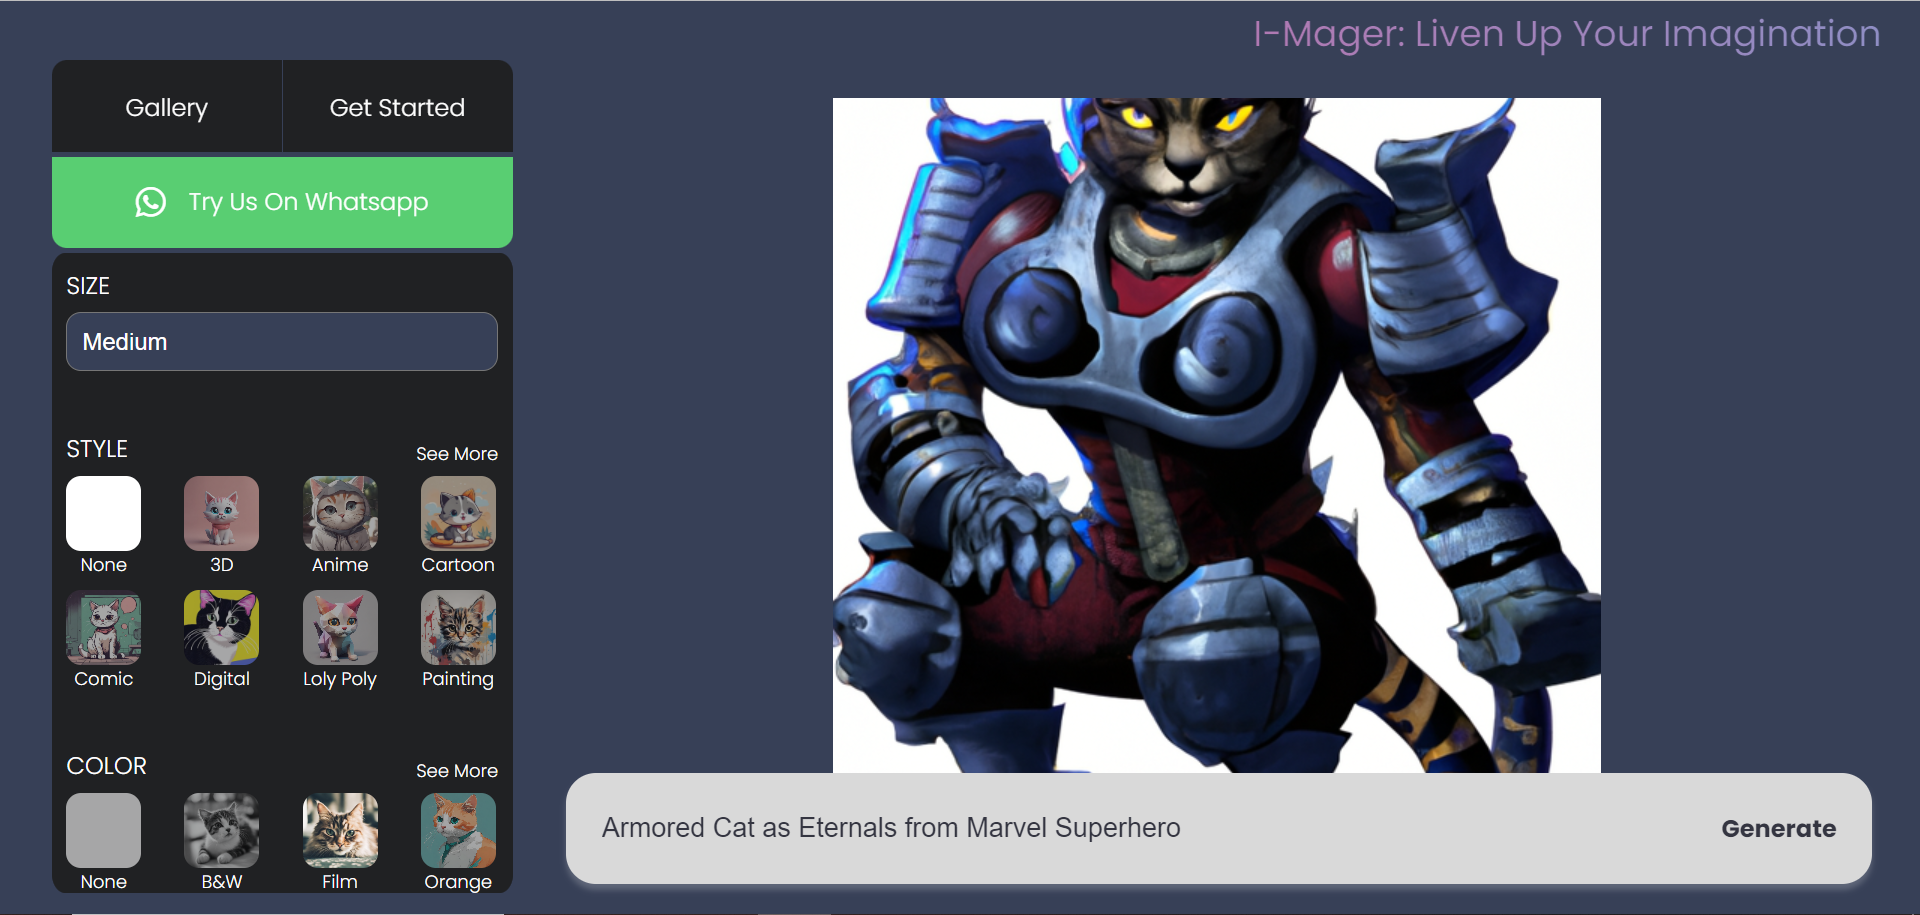 I-Mager: Liven Up Your Imagination
Gallery
Get Started
Try Us On Whatsapp
SIZE
Medium
STYLE
See More
None
3D
Anime
Cartoon
Comic
Digital
Loly Poly
Painting
COLOR
See More
None
B&W
Film
Orange
Armored Cat as Eternals from Marvel Superhero
Generate